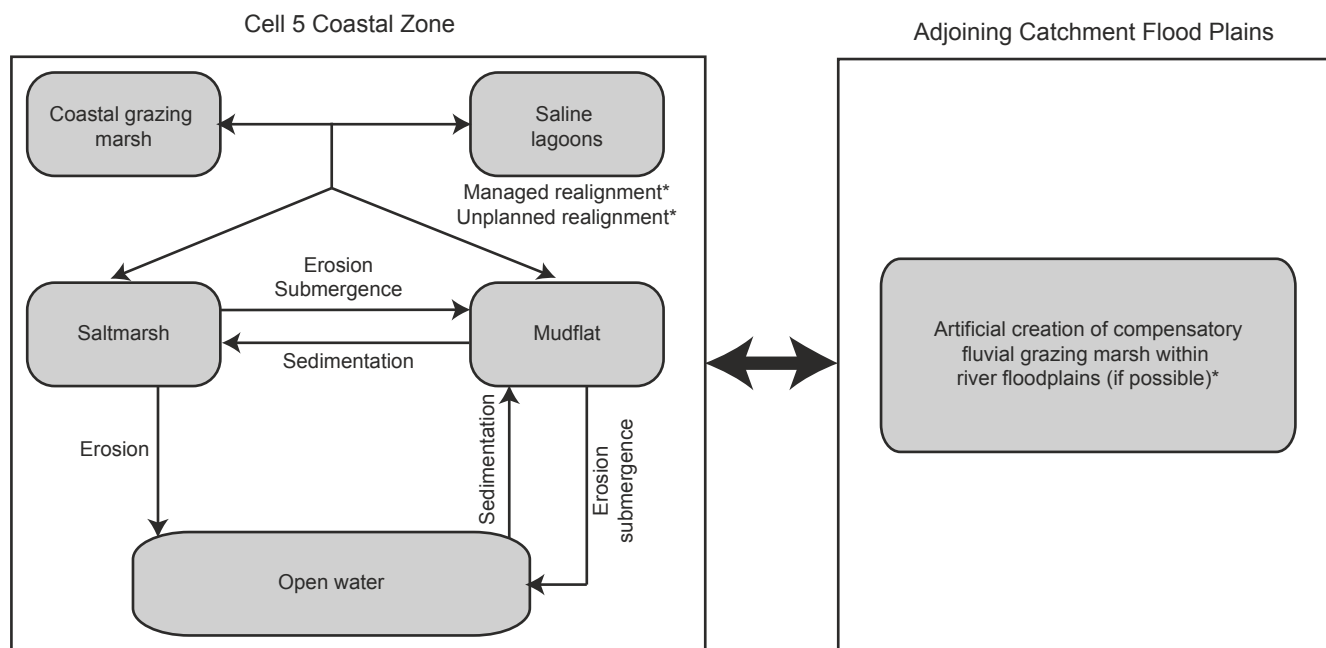 Cell 5 Coastal Zone
Adjoining Catchment Flood Plains
Coastal grazing
marsh
Saline
lagoons
Managed realignment*
Unplanned realignment*
Erosion
Submergence
Saltmarsh
Mudflat
Sedimentation
Artificial creation of compensatory
fluvial grazing marsh within
river floodplains (if possible)*
Erosion
Sedimentation
Erosion
submergence
Open water